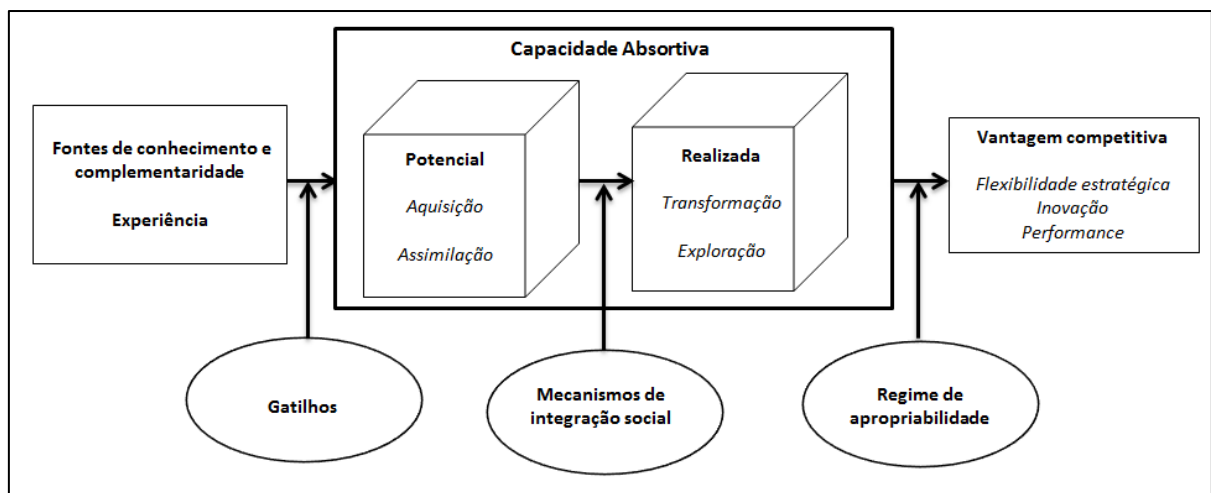 Capacidade Absortiva
Fontes de conhecimento e
complementaridade
Experiência
Potencial
Aquisição
Assimilação
Realizada
Transformação
Exploração
Vantagem competitiva
Flexibilidade estratégica
Inovação
Performance
Gatilhos
Mecanismos de
integração social
Regime de
apropriabilidade